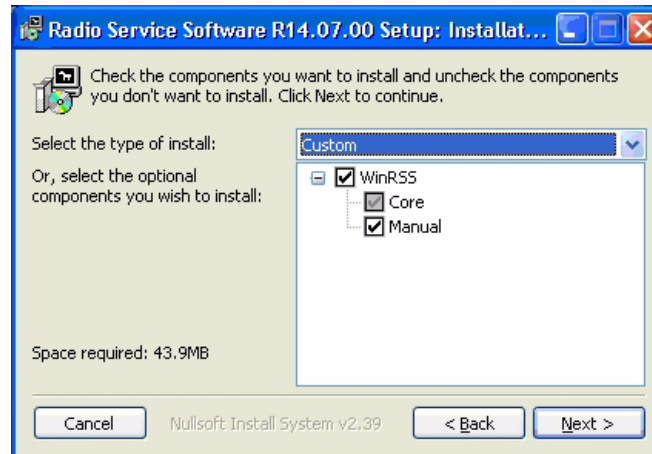 Radio Service Software R14.07.00 Setup: Installat...
Check the components you want to install and uncheck the components
you don't want to install. Click Next to continue.
Select the type of install:
Custom
Or, select the optional
components you wish to install:
WinRSS
Core
Manual
Space required: 43.9MB
Cancel
Nullsoft Install System v2.39
< Back
Next >